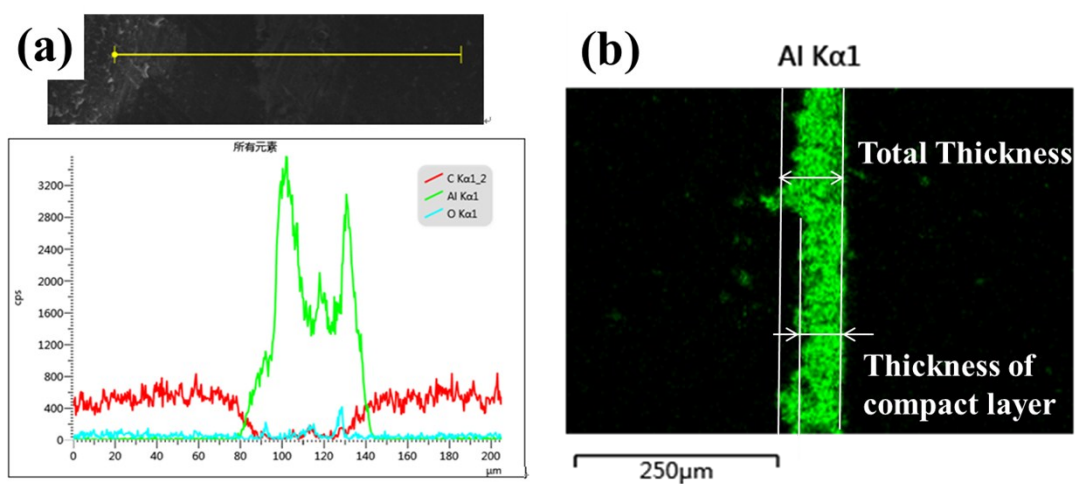 (a)
所有元素
cps
3200
2800
2400
2000
1600
1200
800
400
0
C Kα1_2
Al Kα1
O Kα1
0 20 40 60 80 100 120 140 160 180 200
μm
(b)
Al Kα1
Total Thickness
Thickness of
compact layer
250μm